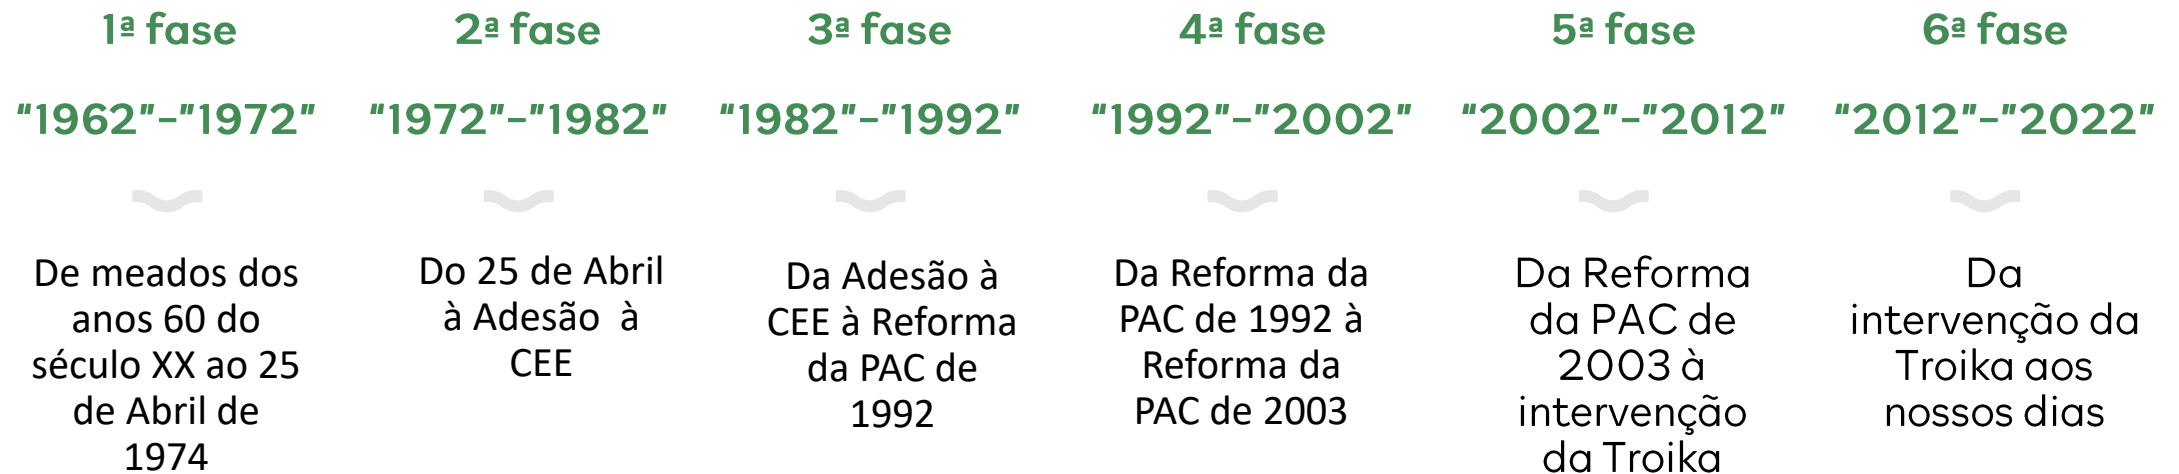 1ª fase
"1962"–"1972"
De meados dos
anos 60 do
século XX ao 25
de Abril de
1974
2ª fase
"1972"–"1982"
Do 25 de Abril
à Adesão à
CEE
3ª fase
"1982"–"1992"
Da Adesão à
CEE à Reforma
da PAC de
1992
4ª fase
"1992"–"2002"
Da Reforma da
PAC de 1992 à
Reforma da
PAC de 2003
5ª fase
"2002"–"2012"
Da Reforma
da PAC de
2003 à
intervenção
da Troika
6ª fase
"2012"–"2022"
Da
intervenção da
Troika aos
nossos dias